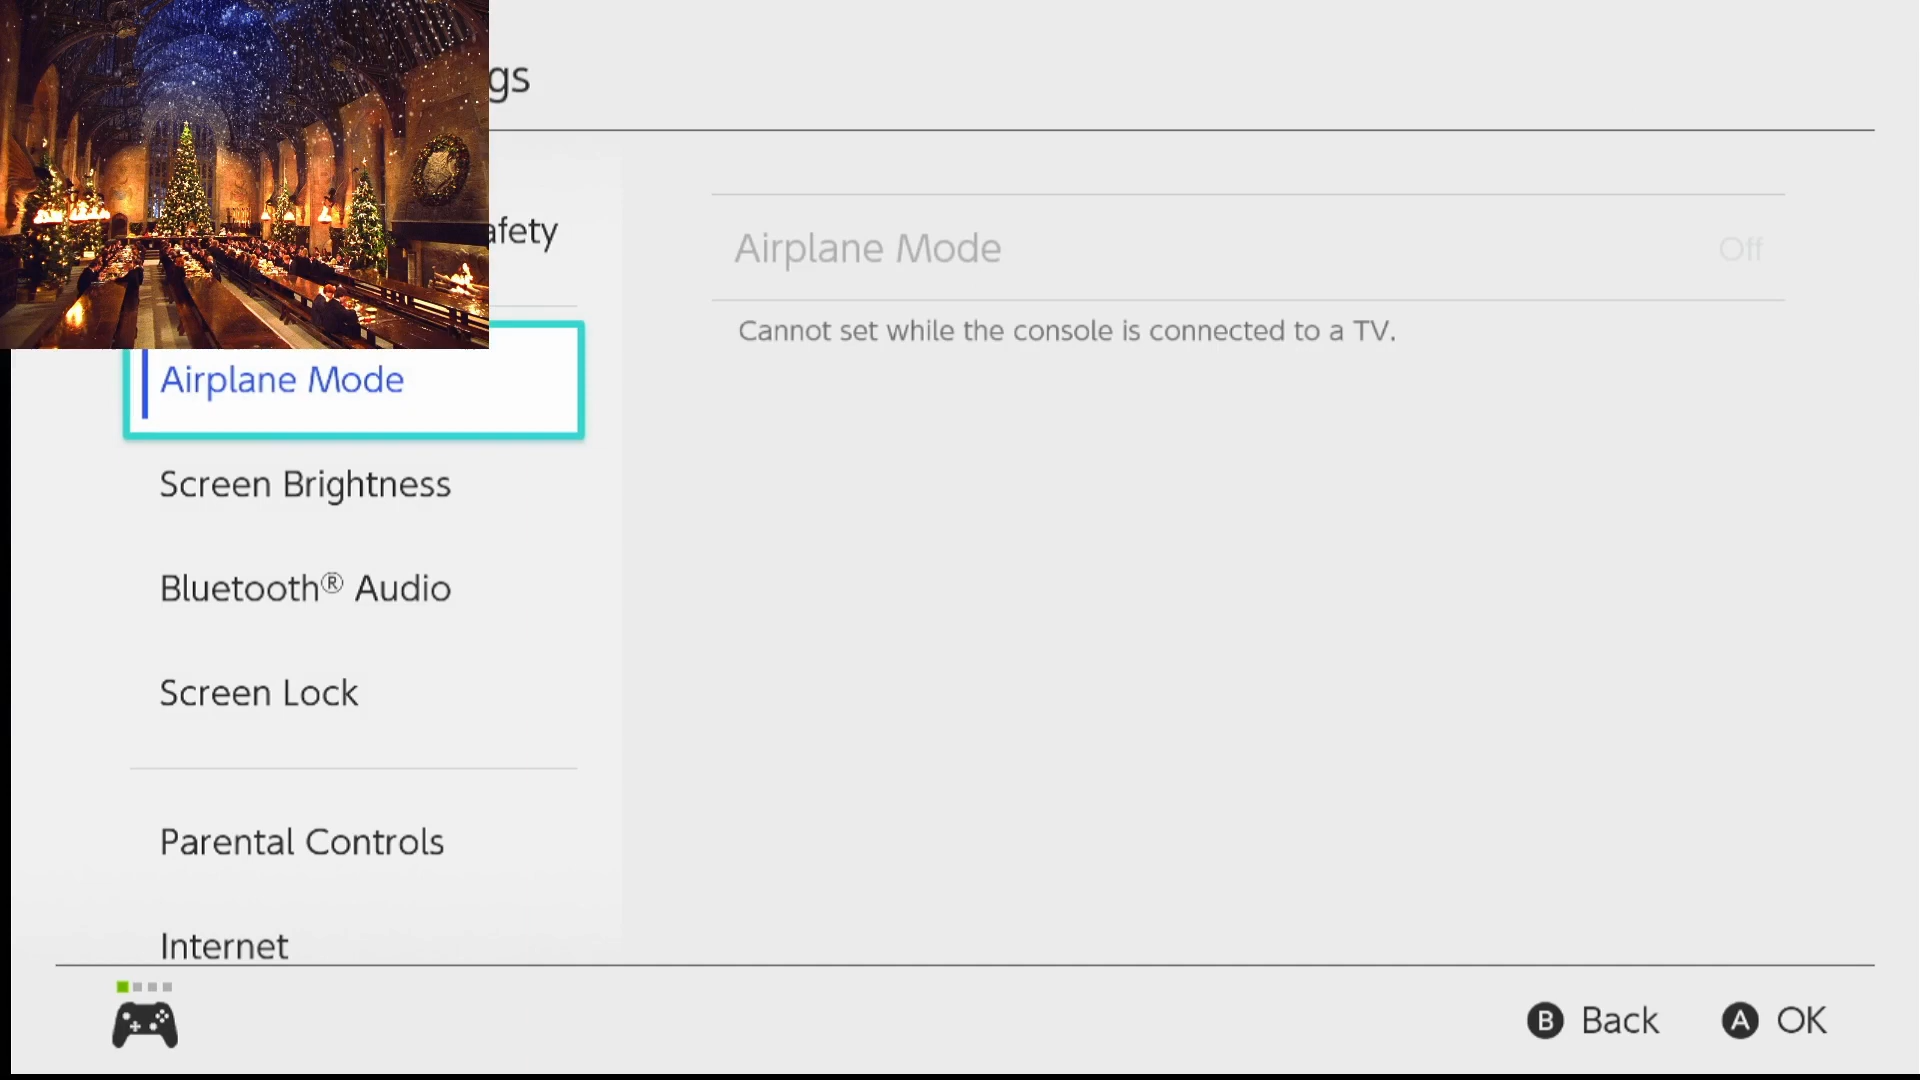 gs
afety
Airplane Mode
Screen Brightness
Bluetooth® Audio
Screen Lock
Parental Controls
Internet
Airplane Mode Off
Cannot set while the console is connected to a TV.
B Back A OK